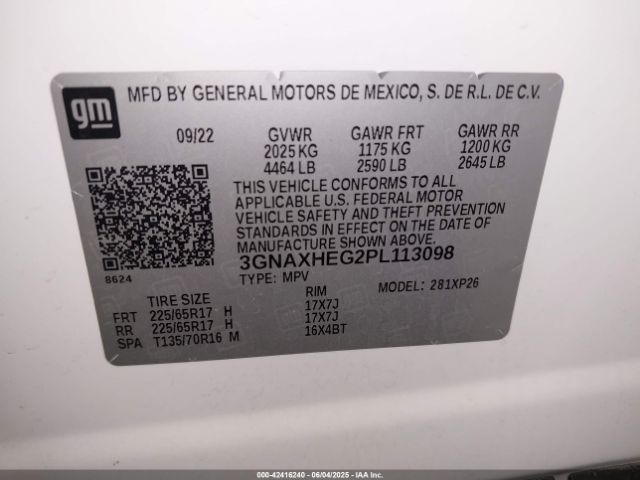 gm
MFD BY GENERAL MOTORS DE MEXICO, S. DE R.L. DE C.V.
09/22 GVWR GAWR FRT GAWR RR
2025 KG 1175 KG 1200 KG
4464 LB 2590 LB 2645 LB
THIS VEHICLE CONFORMS TO ALL
APPLICABLE U.S. FEDERAL MOTOR
VEHICLE SAFETY AND THEFT PREVENTION
STANDARDS IN EFFECT ON THE DATE OF
MANUFACTURE SHOWN ABOVE.
3GNAXHEG2PL113098
8624 TYPE: MPV MODEL: 281XP26
TIRE SIZE RIM
FRT 225/65R17 H 17X7J
RR 225/65R17 H 17X7J
SPA T135/70R16 M 16X4BT
000-42416240 - 06/04/2025 - IAA, Inc.